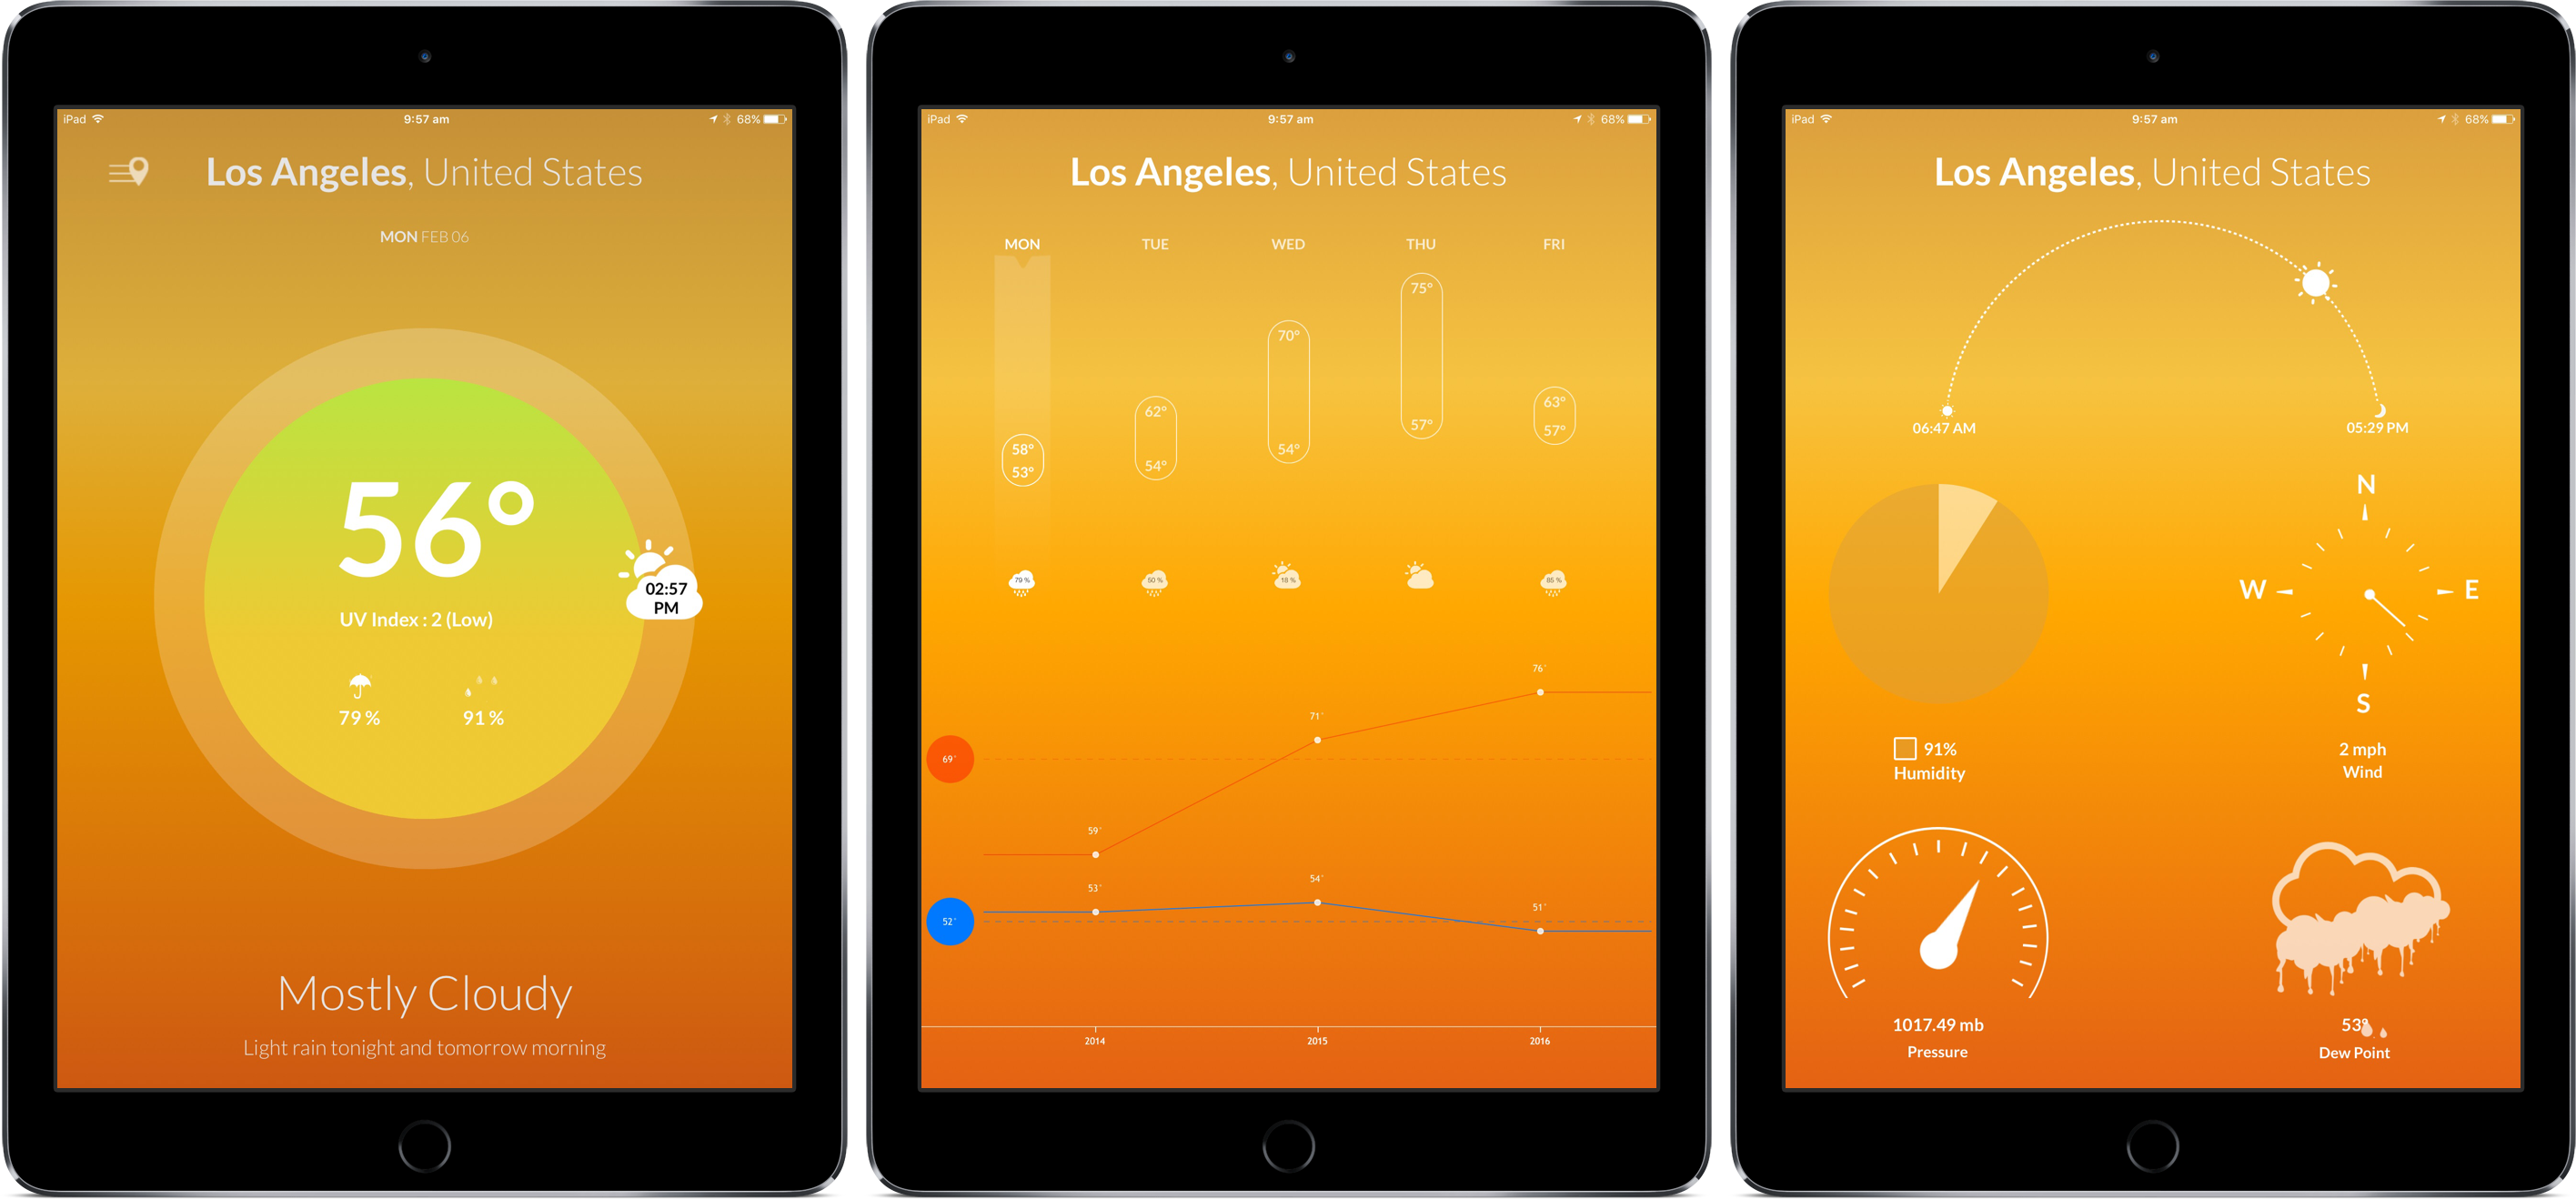 iPad 9:57 am 68%
Los Angeles, United States
MON FEB 06
56°
02:57
PM
UV Index : 2 (Low)
79 % 91 %
Mostly Cloudy
Light rain tonight and tomorrow morning
iPad 9:57 am 68%
Los Angeles, United States
MON TUE WED THU FRI
75°
70°
63°
62°
58° 57° 57°
53° 54° 54°
79 % 50 % 18 % 85 %
76°
71°
69°
59°
53° 54° 51°
52°
2014 2015 2016
iPad 9:57 am 68%
Los Angeles, United States
06:47 AM 05:29 PM
N
W E
S
91% 2 mph
Humidity Wind
1017.49 mb 53°
Pressure Dew Point